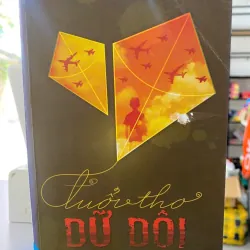 Tuổi thơ
DỮ DỘI